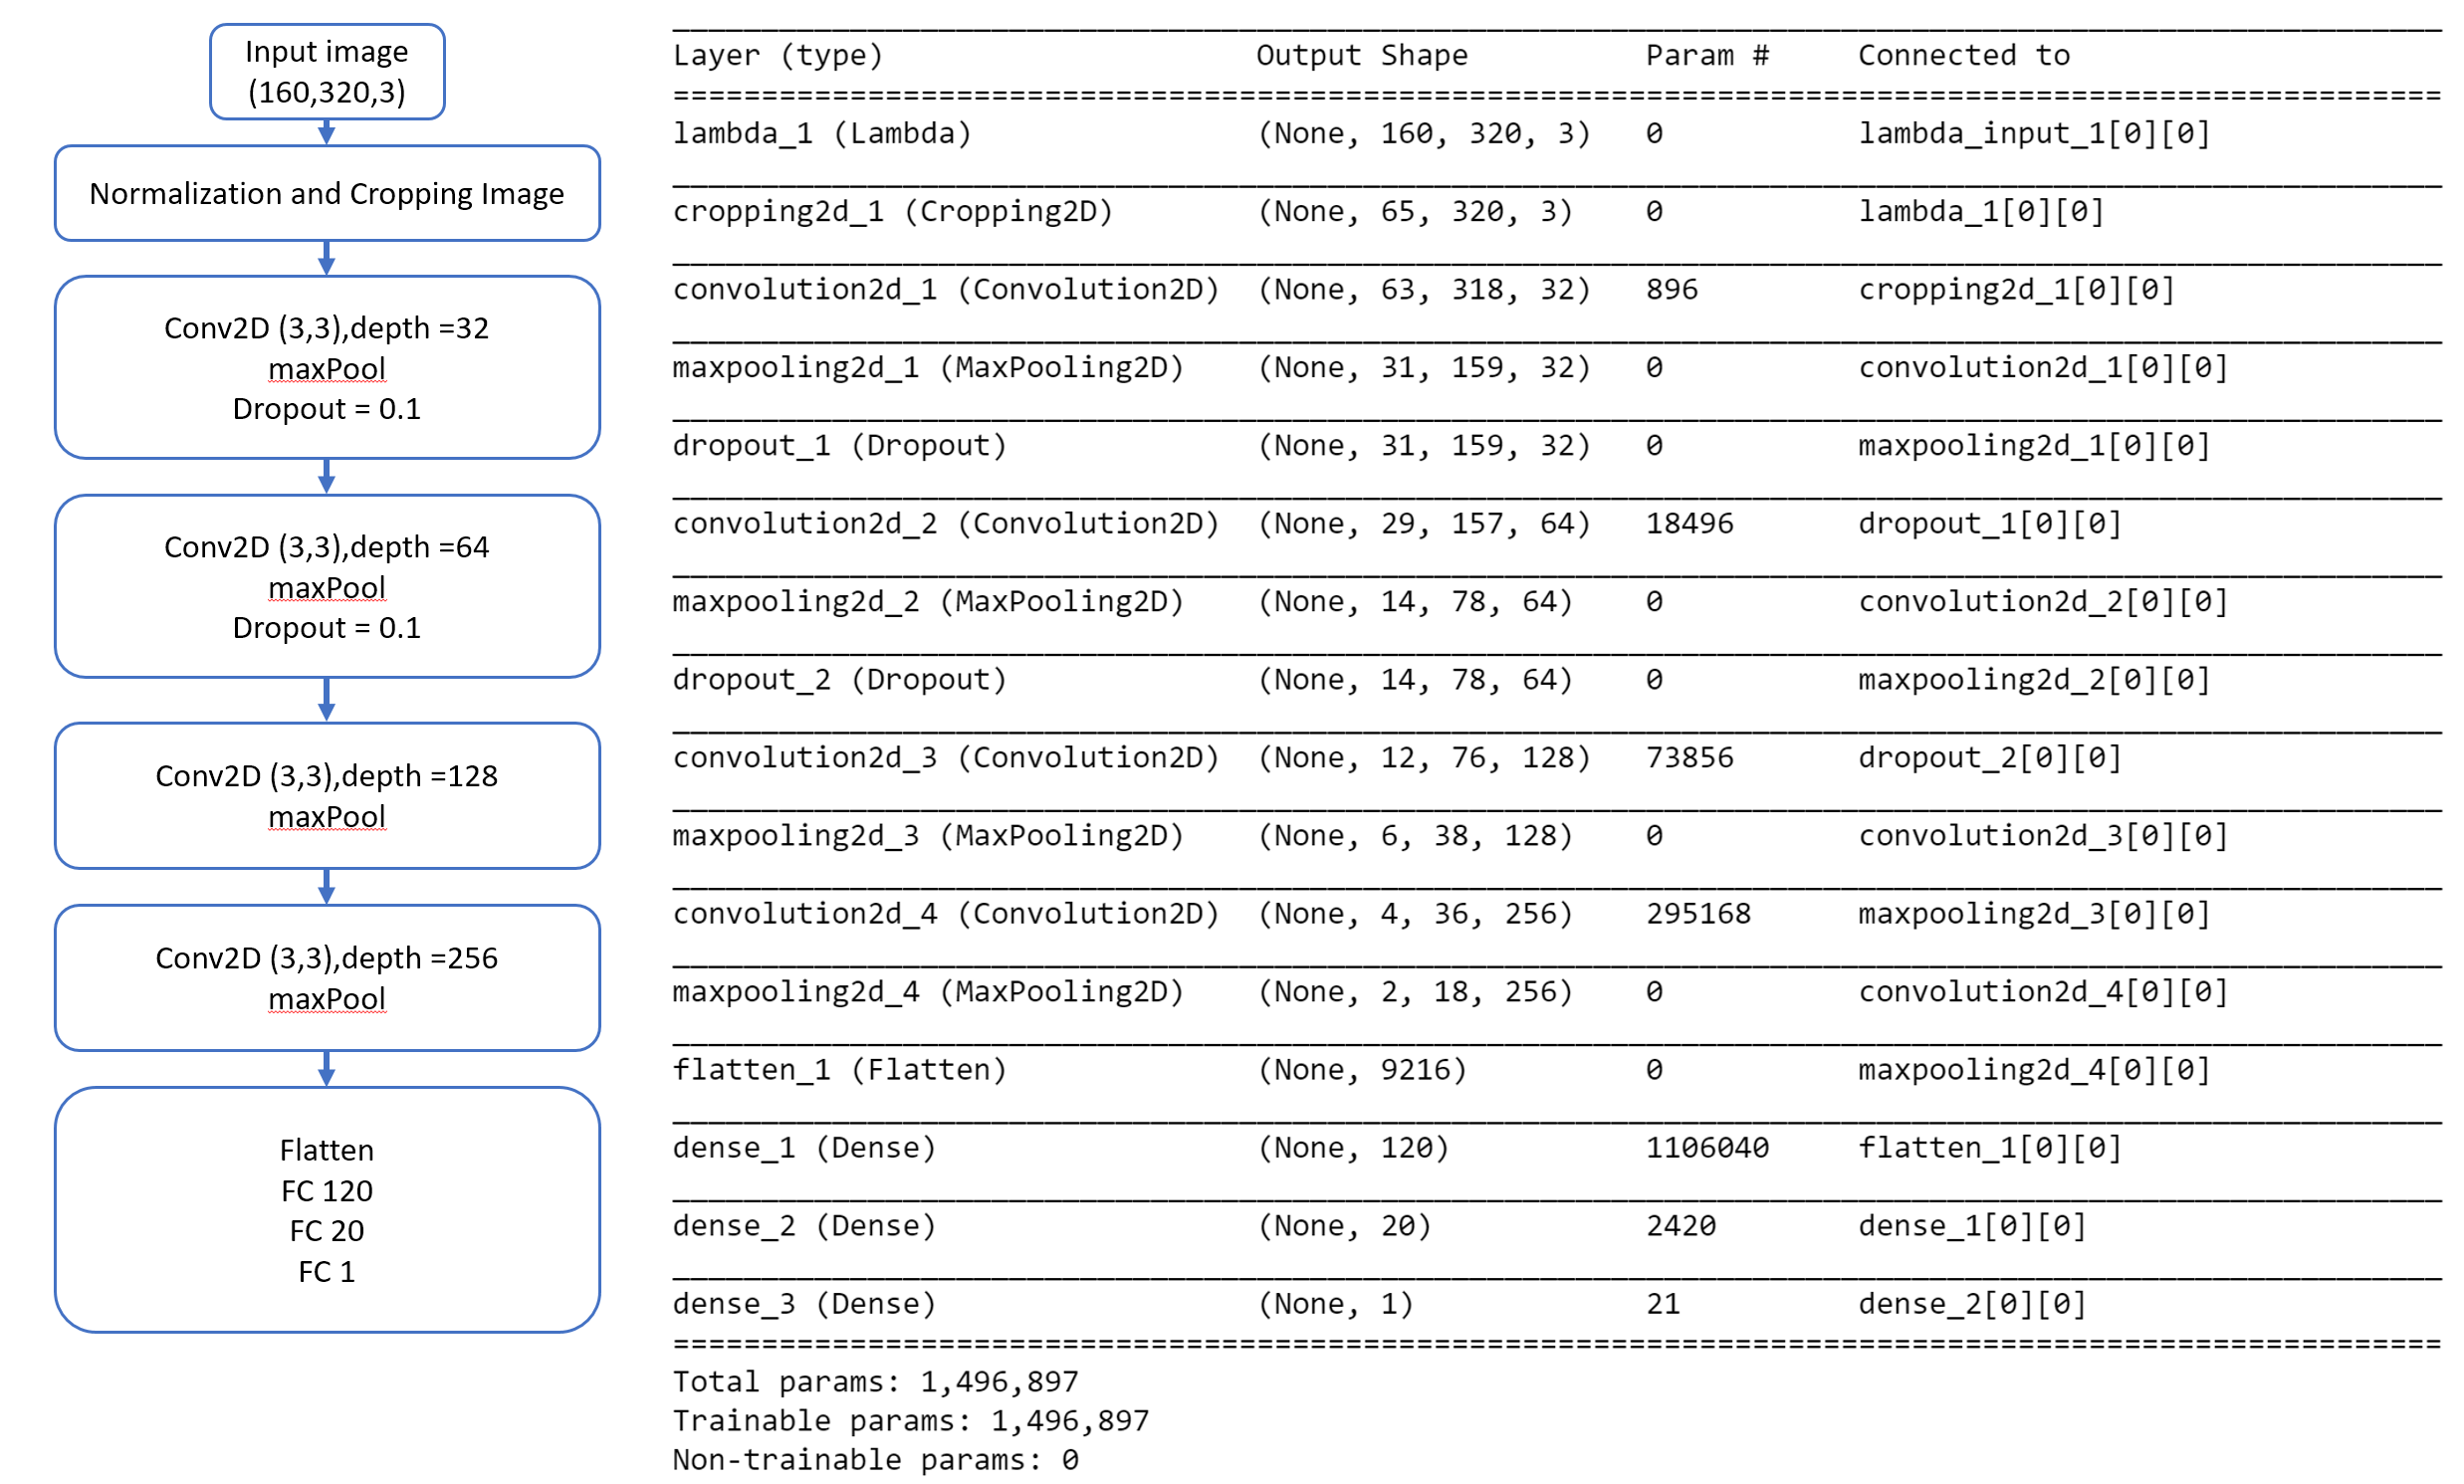 Input image
(160,320,3)
Normalization and Cropping Image
Conv2D (3,3),depth =32
maxPool
Dropout = 0.1
Conv2D (3,3),depth =64
maxPool
Dropout = 0.1
Conv2D (3,3),depth =128
maxPool
Conv2D (3,3),depth =256
maxPool
Flatten
FC 120
FC 20
FC 1
Layer (type) Output Shape Param # Connected to
lambda_1 (Lambda) (None, 160, 320, 3) 0 lambda_input_1[0][0]
cropping2d_1 (Cropping2D) (None, 65, 320, 3) 0 lambda_1[0][0]
convolution2d_1 (Convolution2D) (None, 63, 318, 32) 896 cropping2d_1[0][0]
maxpooling2d_1 (MaxPooling2D) (None, 31, 159, 32) 0 convolution2d_1[0][0]
dropout_1 (Dropout) (None, 31, 159, 32) 0 maxpooling2d_1[0][0]
convolution2d_2 (Convolution2D) (None, 29, 157, 64) 18496 dropout_1[0][0]
maxpooling2d_2 (MaxPooling2D) (None, 14, 78, 64) 0 convolution2d_2[0][0]
dropout_2 (Dropout) (None, 14, 78, 64) 0 maxpooling2d_2[0][0]
convolution2d_3 (Convolution2D) (None, 12, 76, 128) 73856 dropout_2[0][0]
maxpooling2d_3 (MaxPooling2D) (None, 6, 38, 128) 0 convolution2d_3[0][0]
convolution2d_4 (Convolution2D) (None, 4, 36, 256) 295168 maxpooling2d_3[0][0]
maxpooling2d_4 (MaxPooling2D) (None, 2, 18, 256) 0 convolution2d_4[0][0]
flatten_1 (Flatten) (None, 9216) 0 maxpooling2d_4[0][0]
dense_1 (Dense) (None, 120) 1106040 flatten_1[0][0]
dense_2 (Dense) (None, 20) 2420 dense_1[0][0]
dense_3 (Dense) (None, 1) 21 dense_2[0][0]
Total params: 1,496,897
Trainable params: 1,496,897
Non-trainable params: 0